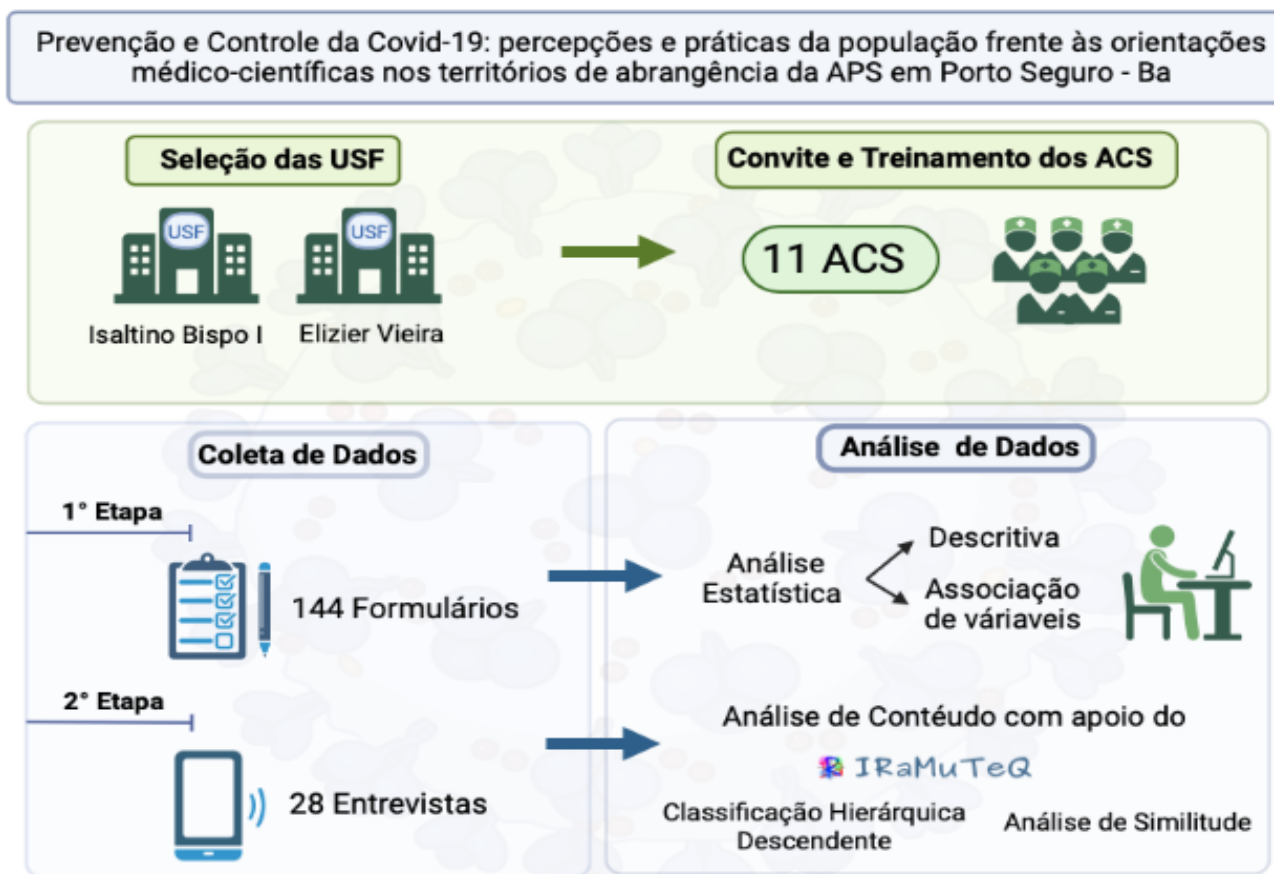 Prevenção e Controle da Covid-19: percepções e práticas da população frente às orientações
médico-científicas nos territórios de abrangência da APS em Porto Seguro - Ba
Seleção das USF
Convite e Treinamento dos ACS
USF
USF
11 ACS
Isaltino Bispo I
Elizier Vieira
Coleta de Dados
1° Etapa
144 Formulários
2° Etapa
28 Entrevistas
Análise de Dados
Análise
Estatística
Descritiva
Associação
de váriaveis
Análise de Contéudo com apoio do
IRaMuTeQ
Classificação Hierárquica
Descendente
Análise de Similitude